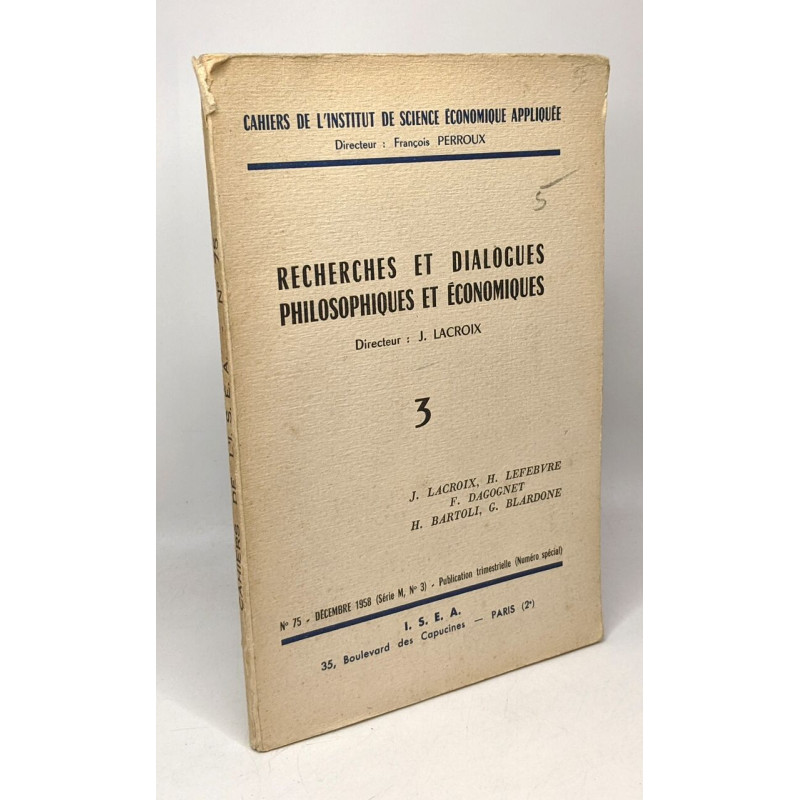 CAHIERS DE L'INSTITUT DE SCIENCE ÉCONOMIQUE APPLIQUÉE
Directeur : François PERROUX
5
RECHERCHES ET DIALOGUES
PHILOSOPHIQUES ET ÉCONOMIQUES
Directeur : J. LACROIX
3
J. LACROIX, H. LEFEBVRE
F. DAGOGNET
H. BARTOLI, G. BLARDONE
N° 75 - DÉCEMBRE 1958 (Série M, N° 3) - Publication trimestrielle (Numéro spécial)
I. S. E. A.
35, Boulevard des Capucines — PARIS (2e)
CAHIERS DE L'I.S.E.A. - N° 75